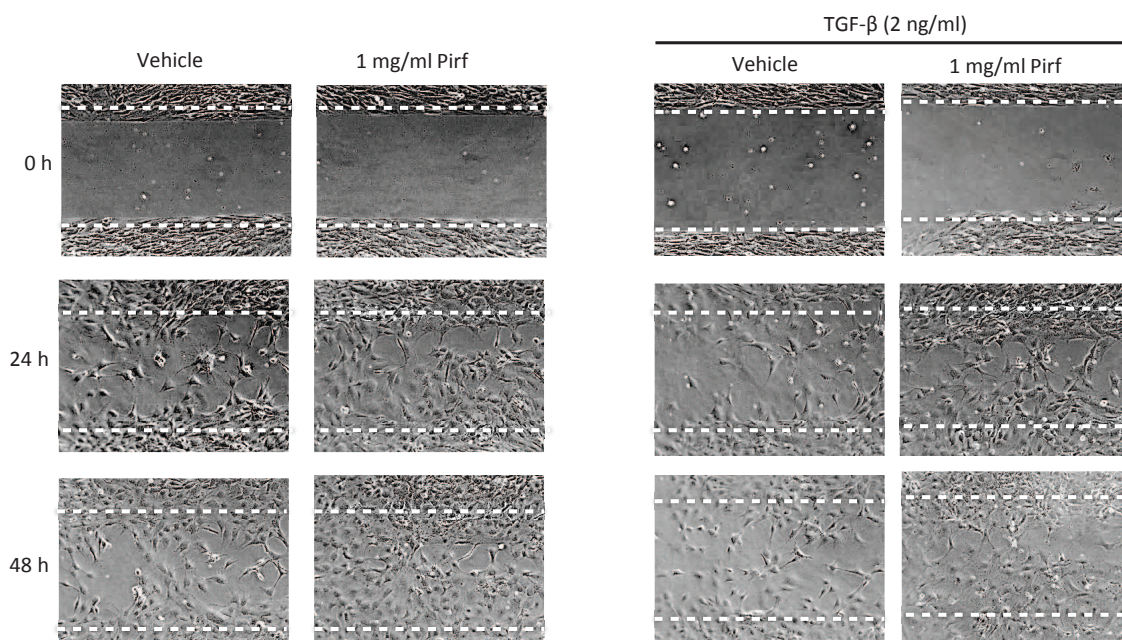 TGF-β (2 ng/ml)
Vehicle
1 mg/ml Pirf
Vehicle
1 mg/ml Pirf
0 h
24 h
48 h